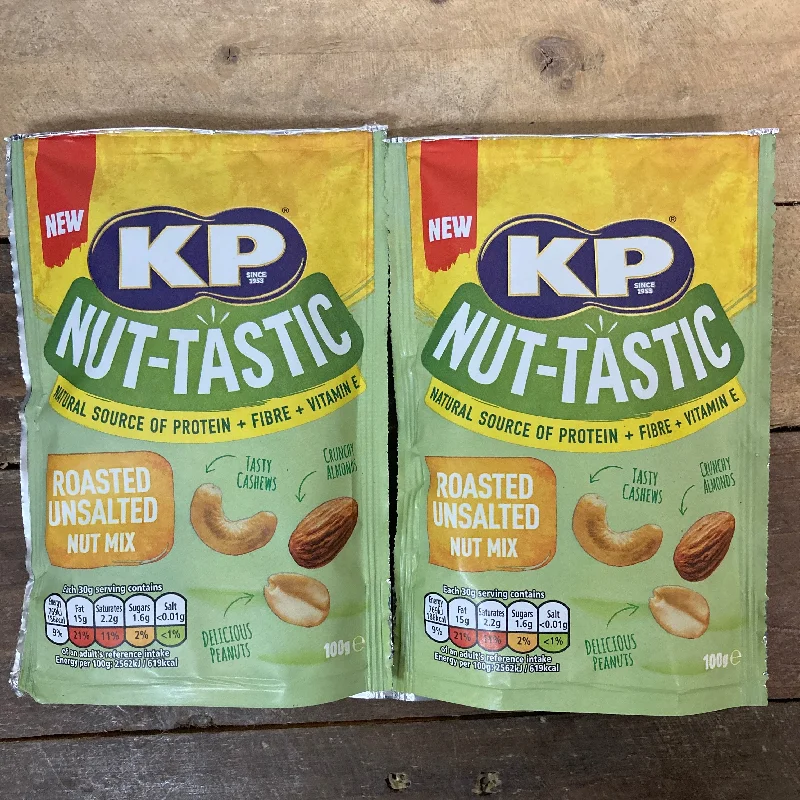 NEW
KP
®
SINCE
1953
NUT-TASTIC
NATURAL SOURCE OF PROTEIN + FIBRE + VITAMIN E
ROASTED
UNSALTED
NUT MIX
TASTY
CASHEWS
CRUNCHY
ALMONDS
DELICIOUS
PEANUTS
Each 30g serving contains
Energy Fat Saturates Sugars Salt
15g 2.2g 1.6g <0.01g
9% 21% 11% 2% <1%
of an adult's reference intake
Energy per 100g: 2562kJ / 619kcal
100g e
NEW
KP
®
SINCE
1953
NUT-TASTIC
NATURAL SOURCE OF PROTEIN + FIBRE + VITAMIN E
ROASTED
UNSALTED
NUT MIX
TASTY
CASHEWS
CRUNCHY
ALMONDS
DELICIOUS
PEANUTS
Each 30g serving contains
Energy Fat Saturates Sugars Salt
769kJ 15g 2.2g 1.6g <0.01g
9% 21% 11% 2% <1%
of an adult's reference intake
Energy per 100g: 2562kJ / 619kcal
100g e